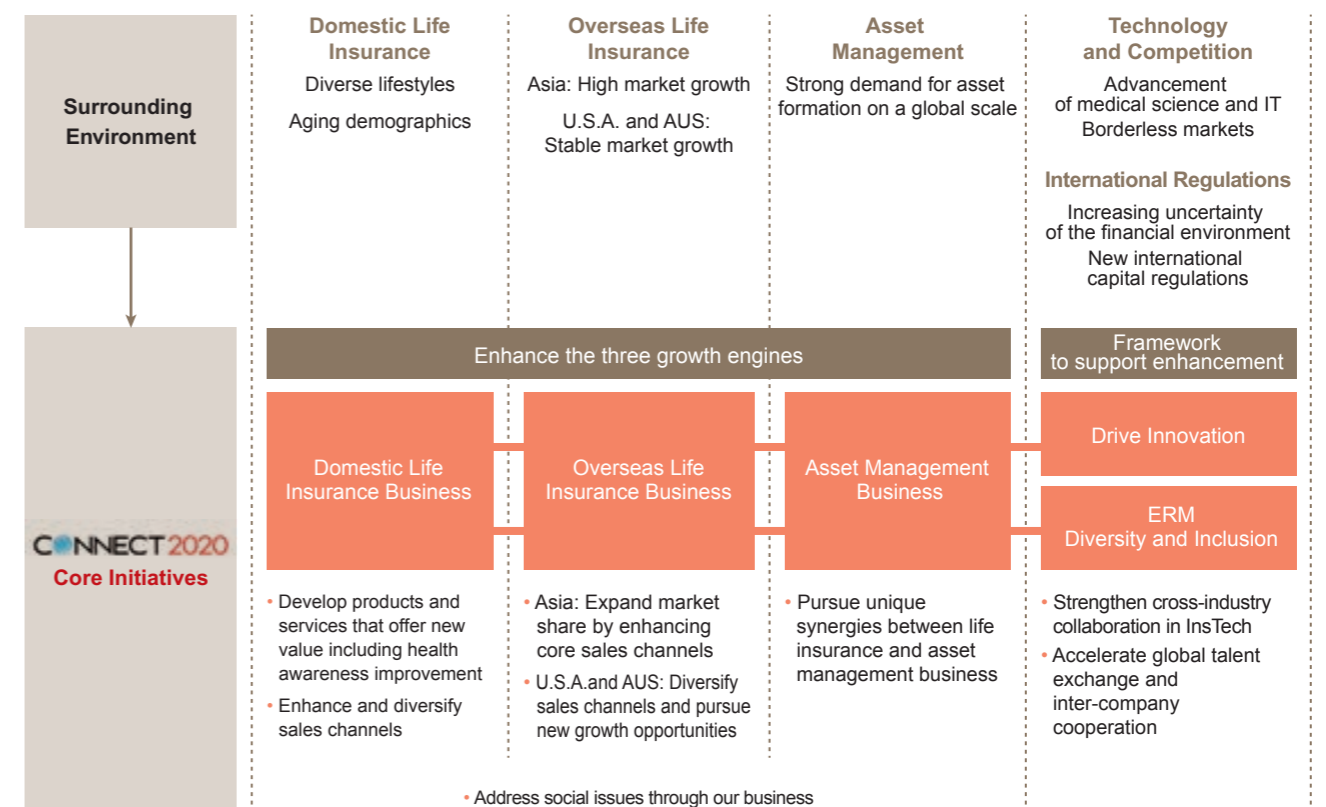 Surrounding
Environment
Domestic Life
Insurance
Diverse lifestyles
Aging demographics
Overseas Life
Insurance
Asia: High market growth
U.S.A. and AUS:
Stable market growth
Asset
Management
Strong demand for asset
formation on a global scale
Technology
and Competition
Advancement
of medical science and IT
Borderless markets
International Regulations
Increasing uncertainty
of the financial environment
New international
capital regulations
CONNECT2020
Core Initiatives
Enhance the three growth engines
Framework
to support enhancement
Domestic Life
Insurance Business
Overseas Life
Insurance Business
Asset Management
Business
Drive Innovation
ERM
Diversity and Inclusion
• Develop products and
services that offer new
value including health
awareness improvement
• Enhance and diversify
sales channels
• Asia: Expand market
share by enhancing
core sales channels
• U.S.A.and AUS: Diversify
sales channels and pursue
new growth opportunities
• Pursue unique
synergies between life
insurance and asset
management business
• Strengthen cross-industry
collaboration in InsTech
• Accelerate global talent
exchange and
inter-company
cooperation
• Address social issues through our business